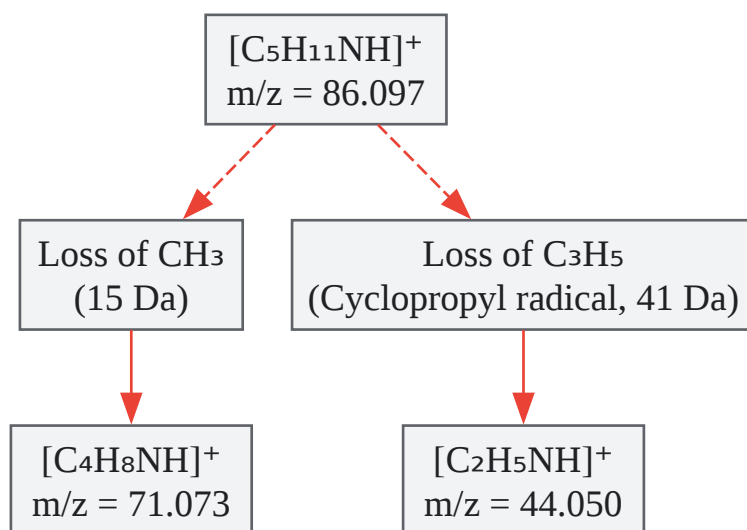 [C₅H₁₁NH]⁺
m/z = 86.097
Loss of CH₃
(15 Da)
Loss of C₃H₅
(Cyclopropyl radical, 41 Da)
[C₄H₈NH]⁺
m/z = 71.073
[C₂H₅NH]⁺
m/z = 44.050